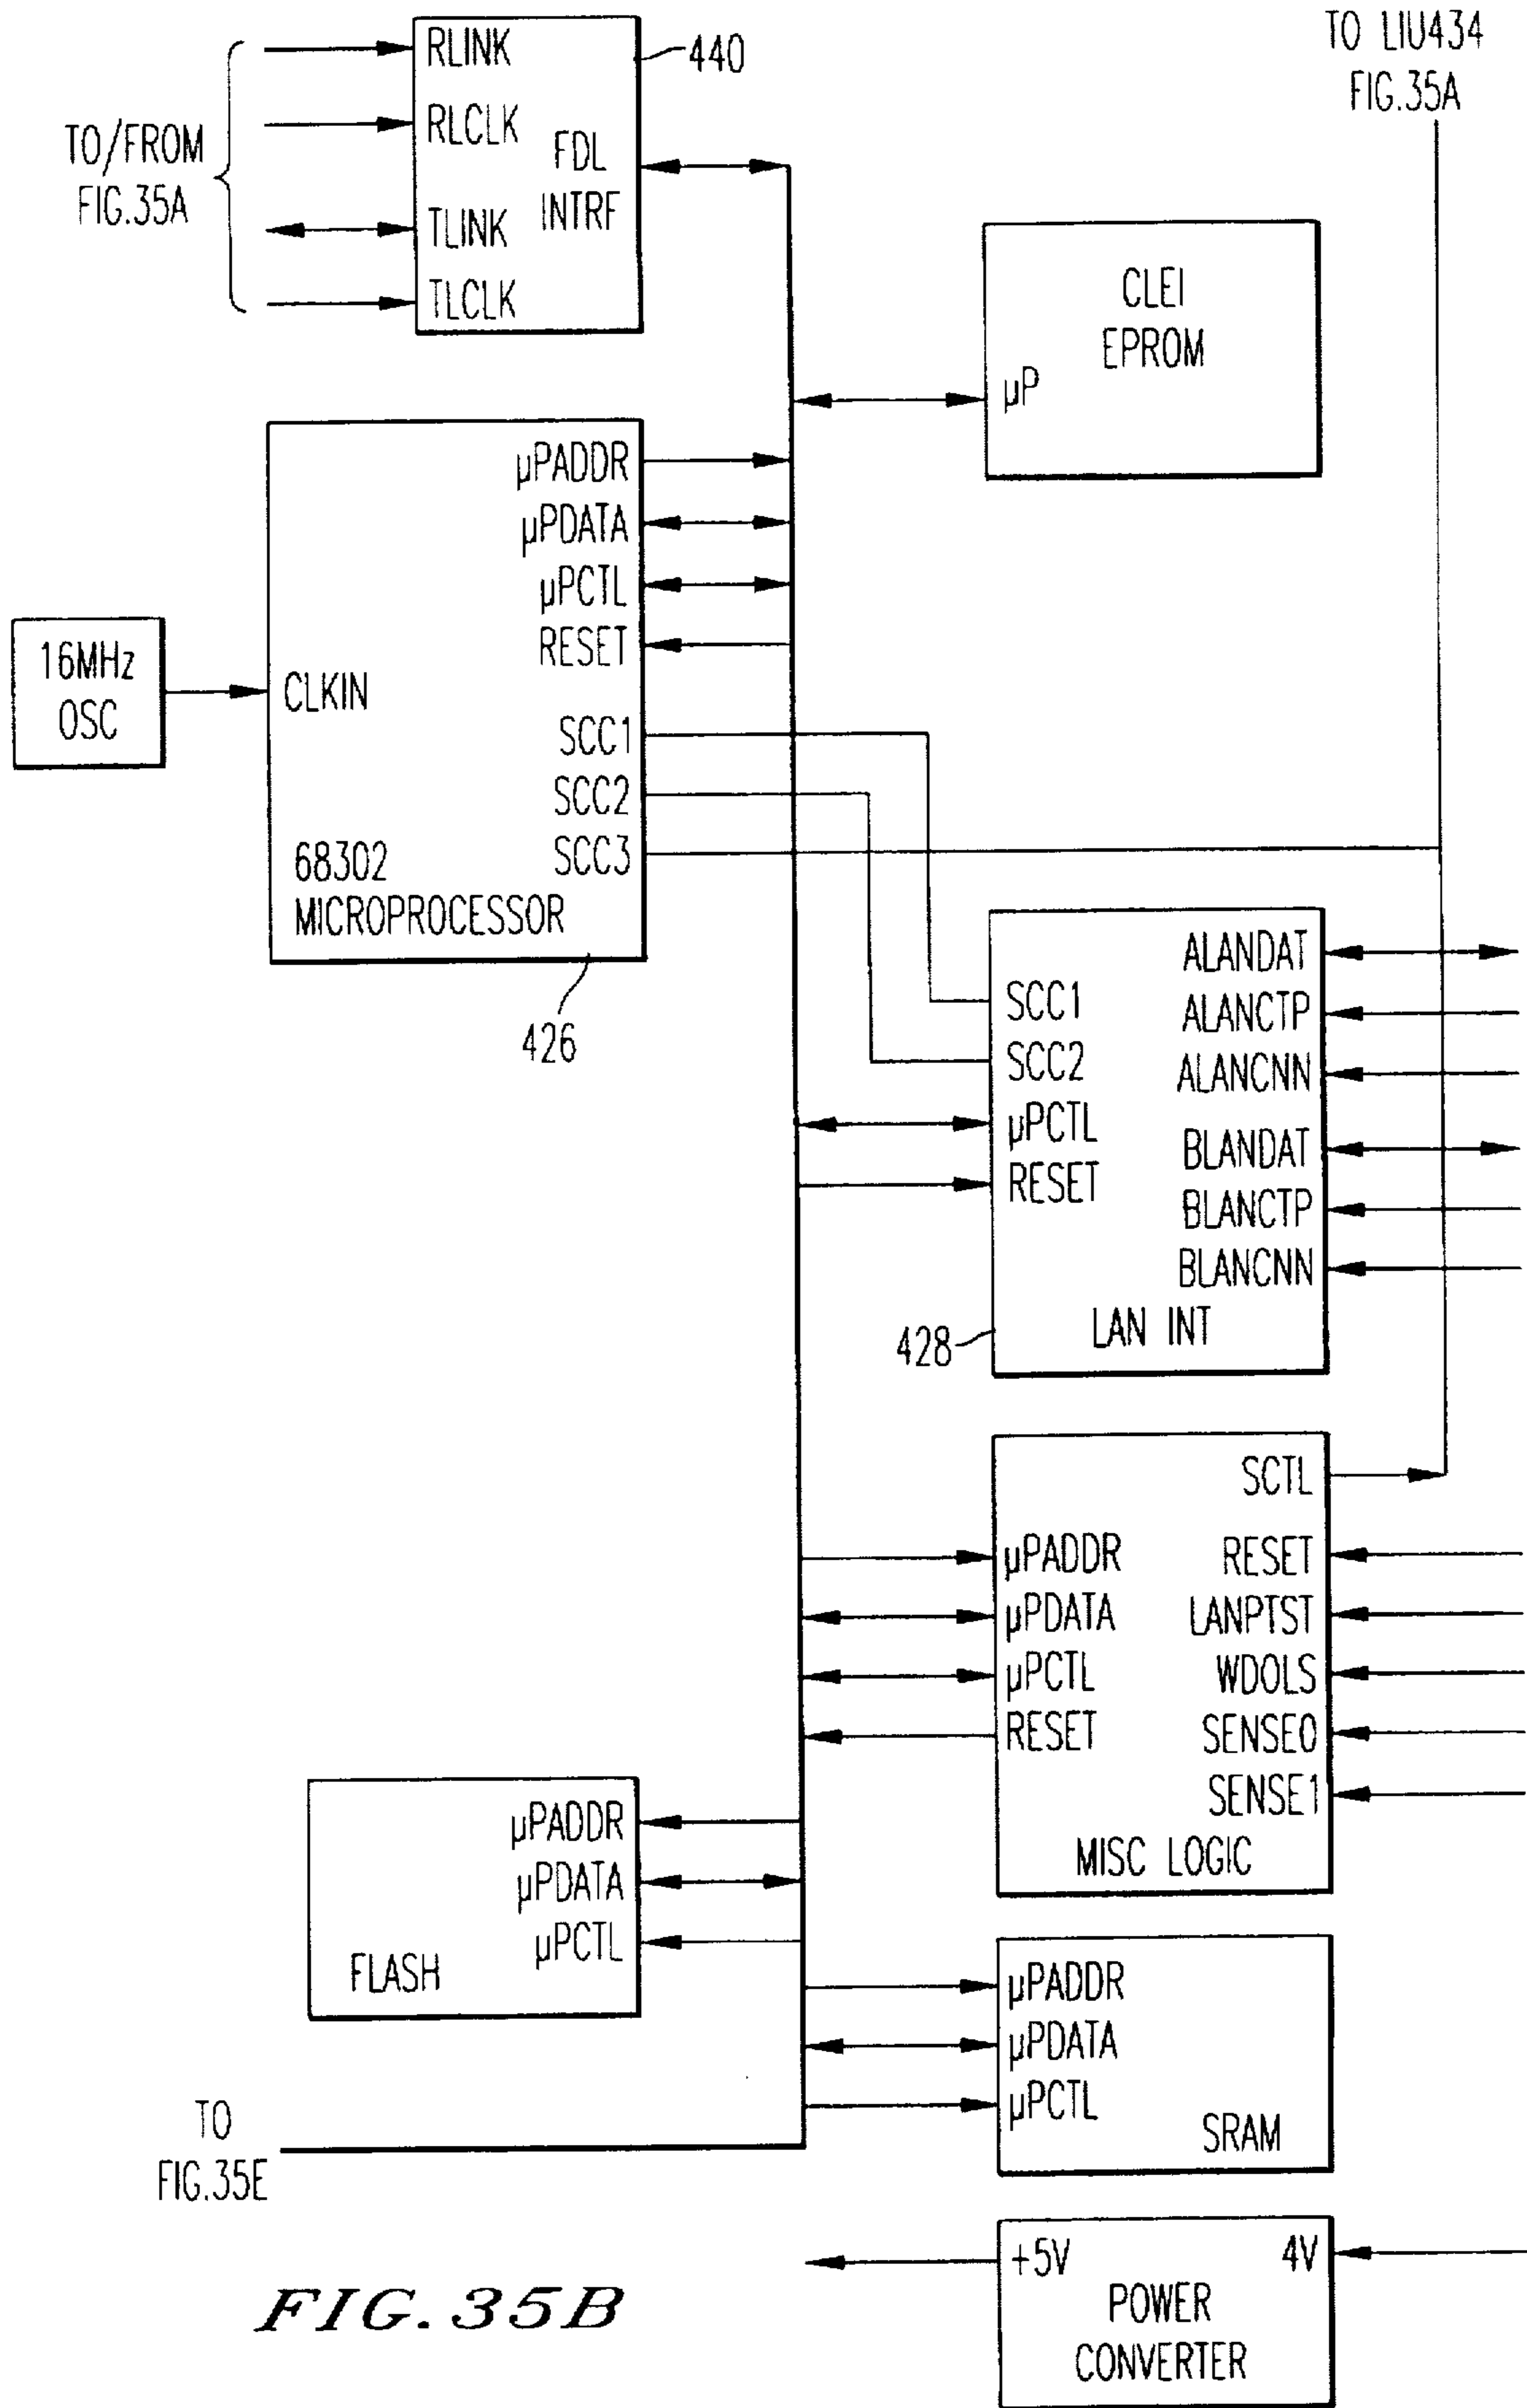 TO LIU434
FIG.35A
TO/FROM
FIG.35A
RLINK
RLCLK
FDL
INTRF
TLINK
TLCLK
440
CLEI
EPROM
µP
16MHz
OSC
CLKIN
µPADDR
µPDATA
µPCTL
RESET
SCC1
SCC2
SCC3
68302
MICROPROCESSOR
426
SCC1
SCC2
µPCTL
RESET
ALANDAT
ALANCTP
ALANCNN
BLANDAT
BLANCTP
BLANCNN
LAN INT
428
SCTL
µPADDR
µPDATA
µPCTL
RESET
RESET
LANPTST
WDOLS
SENSE0
SENSE1
MISC LOGIC
µPADDR
µPDATA
µPCTL
FLASH
µPADDR
µPDATA
µPCTL
SRAM
TO
FIG.35E
+5V
4V
POWER
CONVERTER
FIG.35B